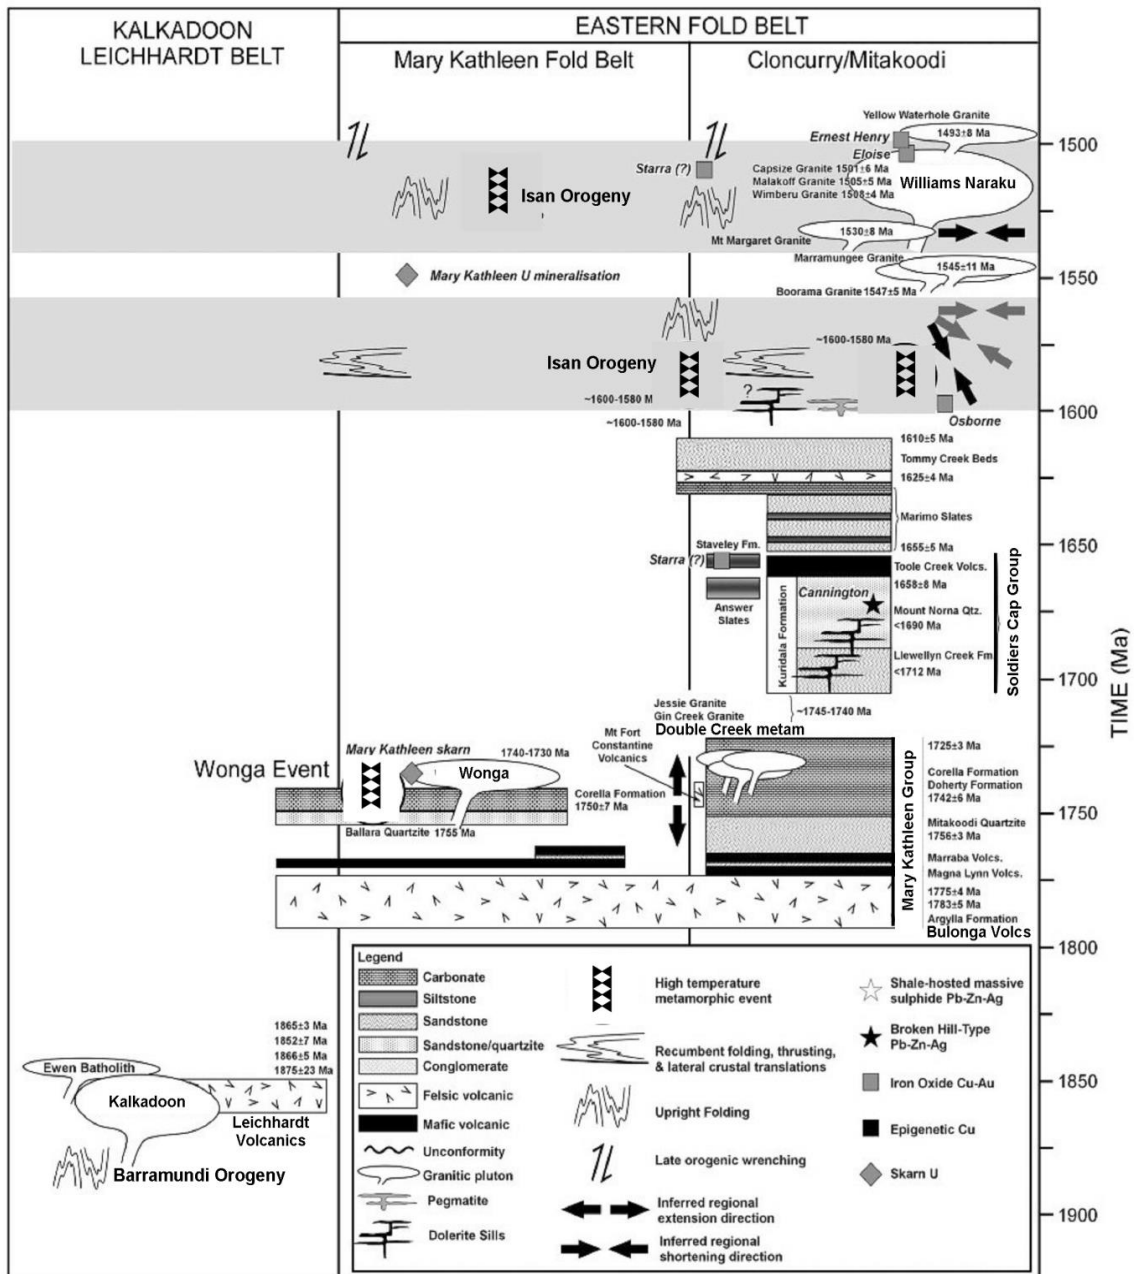 KALKADOON
LEICHHARDT BELT
EASTERN FOLD BELT
Mary Kathleen Fold Belt
Cloncurry/Mitakoodi
Yellow Waterhole Granite
1493±8 Ma
Ernest Henry
Eloise
1500
Starra (?)
Capsize Granite 1501±6 Ma
Malakoff Granite 1505±5 Ma
Wimberu Granite 1508±4 Ma
Williams Naraku
Isan Orogeny
1530±8 Ma
Mt Margaret Granite
Marramungee Granite
1545±11 Ma
Mary Kathleen U mineralisation
1550
Boorama Granite 1547±5 Ma
~1600-1580 Ma
Isan Orogeny
?
~1600-1580 M
1600
~1600-1580 Ma
Osborne
1610±5 Ma
Tommy Creek Beds
1625±4 Ma
Marimo Slates
Staveley Fm.
1655±5 Ma
1650
Starra (?)
Toole Creek Volcs.
1658±8 Ma
Cannington
Answer
Slates
Kuridala Formation
Mount Norna Qtz.
<1690 Ma
Llewellyn Creek Fm.
<1712 Ma
Soldiers Cap Group
1700
TIME (Ma)
~1745-1740 Ma
Jessie Granite
Gin Creek Granite
Double Creek metam
Mt Fort
Constantine
Volcanics
Mary Kathleen skarn
1740-1730 Ma
Wonga Event
Wonga
Corella Formation
1750±7 Ma
Ballara Quartzite 1755 Ma
1725±3 Ma
Corella Formation
Doherty Formation
1742±6 Ma
1750
Mitakoodi Quartzite
1756±3 Ma
Marraba Volcs.
Magna Lynn Volcs.
1775±4 Ma
1783±5 Ma
Argylla Formation
Bulonga Volcs
Mary Kathleen Group
1800
1865±3 Ma
1852±7 Ma
1866±5 Ma
1875±23 Ma
Ewen Batholith
Kalkadoon
Leichhardt
Volcanics
Barramundi Orogeny
1850
1900
Legend
Carbonate
Siltstone
Sandstone
Sandstone/quartzite
Conglomerate
Felsic volcanic
Mafic volcanic
Unconformity
Granitic pluton
Pegmatite
Dolerite Sills
High temperature
metamorphic event
Recumbent folding, thrusting,
& lateral crustal translations
Upright Folding
Late orogenic wrenching
Inferred regional
extension direction
Inferred regional
shortening direction
Shale-hosted massive
sulphide Pb-Zn-Ag
Broken Hill-Type
Pb-Zn-Ag
Iron Oxide Cu-Au
Epigenetic Cu
Skarn U